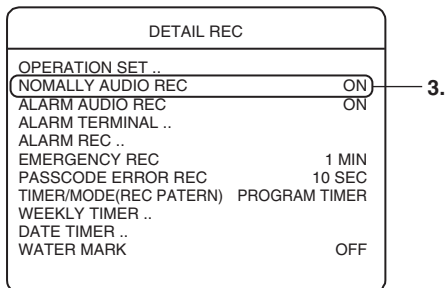 DETAIL REC
OPERATION SET ..
NOMALLY AUDIO REC ON 3.
ALARM AUDIO REC ON
ALARM TERMINAL ..
ALARM REC ..
EMERGENCY REC 1 MIN
PASSCODE ERROR REC 10 SEC
TIMER/MODE(REC PATERN) PROGRAM TIMER
WEEKLY TIMER ..
DATE TIMER ..
WATER MARK OFF